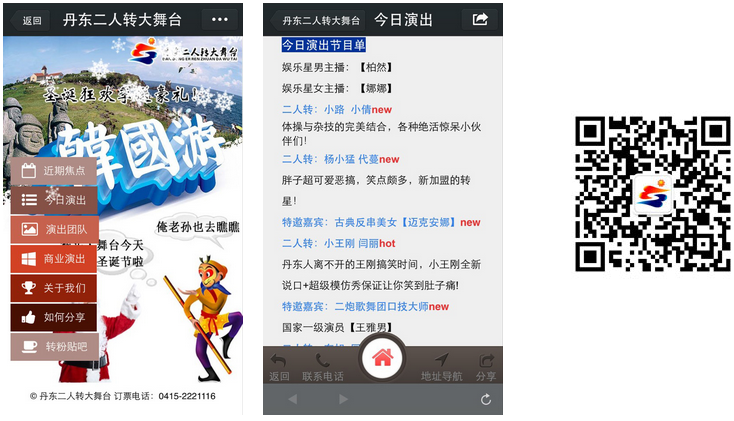 返回
丹东二人转大舞台
二人转大舞台
圣诞狂欢季
豪礼!
韓國游
近期焦点
今日演出
演出团队
商业演出
关于我们
如何分享
转粉贴吧
俺老孙也去瞧瞧
大舞台今天
圣诞节啦
© 丹东二人转大舞台 订票电话：0415-2221116
丹东二人转大舞台
今日演出
今日演出节目单
娱乐星男主播：【柏然】
娱乐星女主播：【娜娜】
二人转：小路 小倩new
体操与杂技的完美结合，各种绝活惊呆小伙
伴们！
二人转：杨小猛 代蔓new
胖子超可爱恶搞，笑点颇多，新加盟的转
星！
特邀嘉宾：古典反串美女【迈克安娜】new
二人转：小王刚 闫丽hot
丹东人离不开的王刚搞笑时间，小王刚全新
说口+超级模仿秀保证让你笑到肚子痛!
特邀嘉宾：二炮歌舞团口技大师new
国家一级演员【王雅男】
返回
联系电话
地址导航
分享